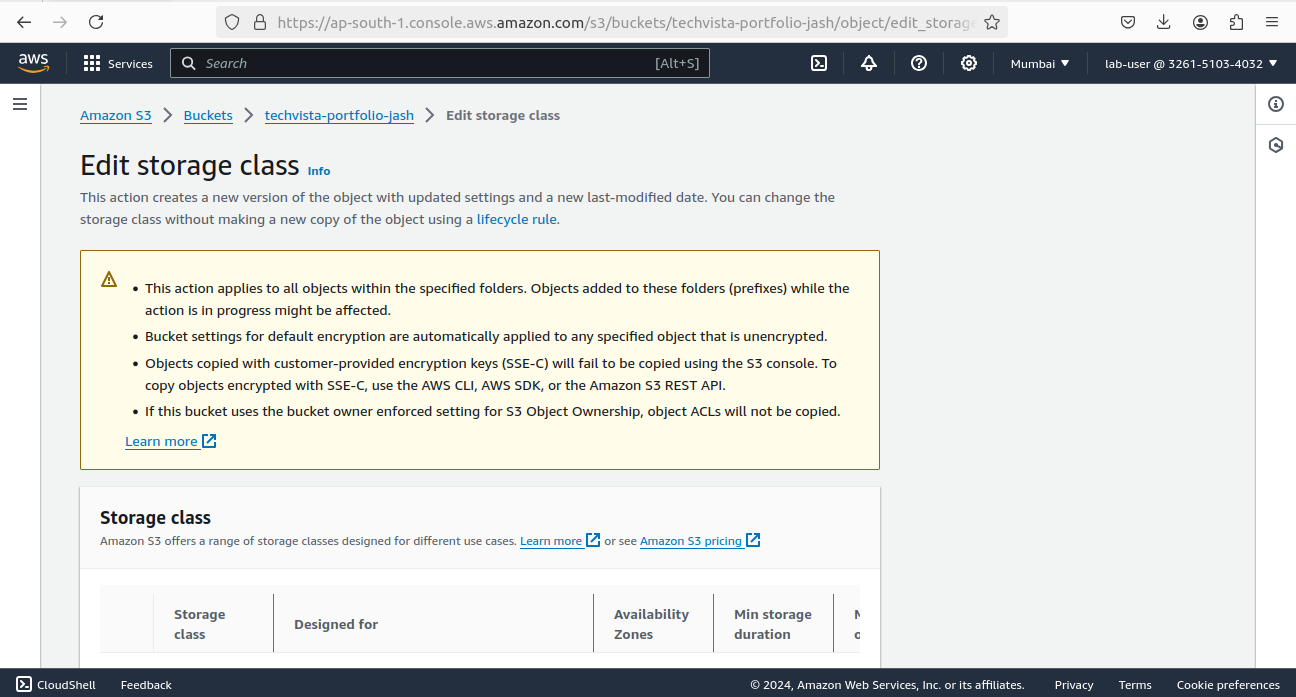 https://ap-south-1.console.aws.amazon.com/s3/buckets/techvista-portfolio-jash/object/edit_storage
aws Services Search [Alt+S] Mumbai lab-user @ 3261-5103-4032
Amazon S3 Buckets techvista-portfolio-jash Edit storage class
Edit storage class Info
This action creates a new version of the object with updated settings and a new last-modified date. You can change the
storage class without making a new copy of the object using a lifecycle rule.
• This action applies to all objects within the specified folders. Objects added to these folders (prefixes) while the
action is in progress might be affected.
• Bucket settings for default encryption are automatically applied to any specified object that is unencrypted.
• Objects copied with customer-provided encryption keys (SSE-C) will fail to be copied using the S3 console. To
copy objects encrypted with SSE-C, use the AWS CLI, AWS SDK, or the Amazon S3 REST API.
• If this bucket uses the bucket owner enforced setting for S3 Object Ownership, object ACLs will not be copied.
Learn more
Storage class
Amazon S3 offers a range of storage classes designed for different use cases. Learn more or see Amazon S3 pricing
Storage class
Designed for
Availability Zones
Min storage duration
CloudShell Feedback © 2024, Amazon Web Services, Inc. or its affiliates. Privacy Terms Cookie preferences